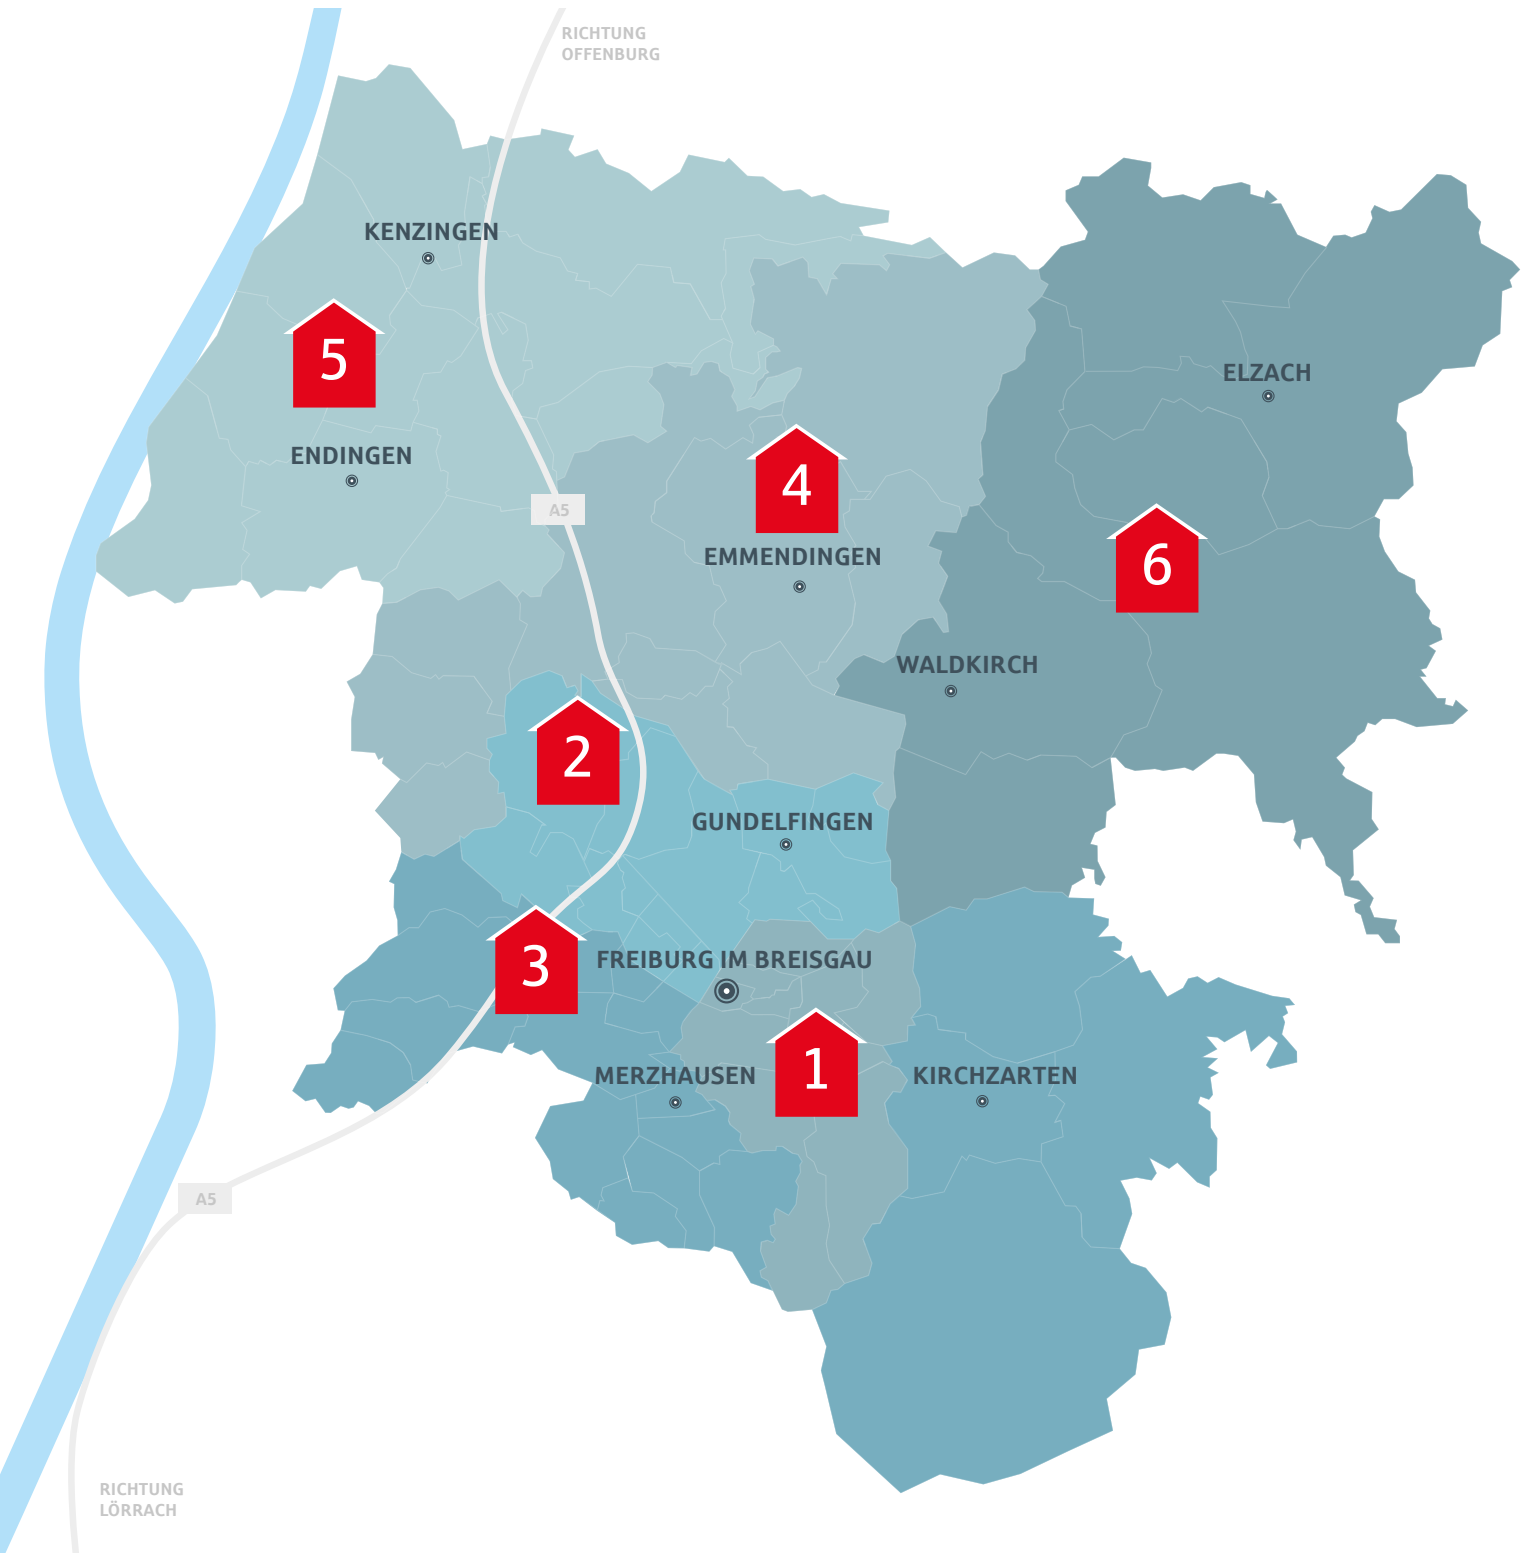 RICHTUNG
OFFENBURG
KENZINGEN
5
ELZACH
ENDINGEN
4
A5
EMMENDINGEN
6
WALDKIRCH
2
GUNDELFINGEN
3
FREIBURG IM BREISGAU
MERZHAUSEN
1
KIRCHZARTEN
A5
RICHTUNG
LÖRRACH